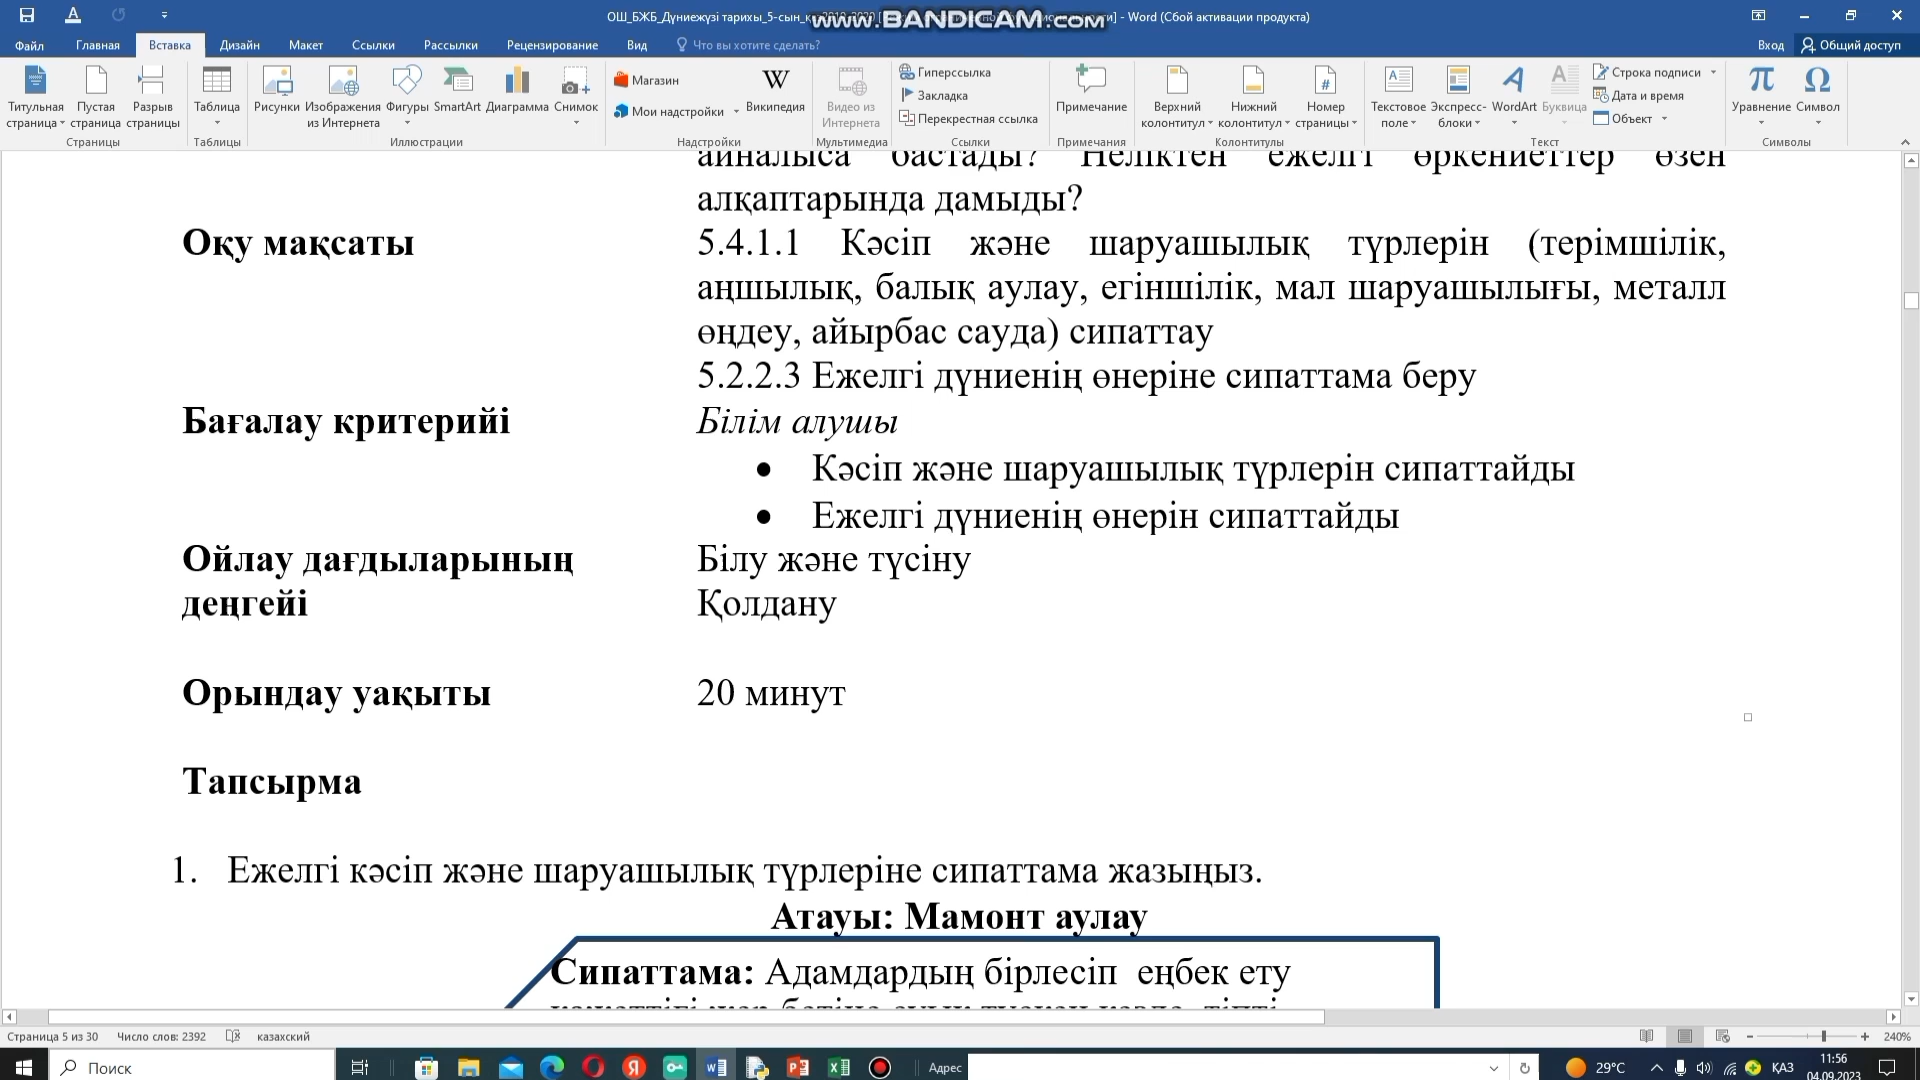 ОШ_БЖБ_Дүниежүзі тарихы_5-сын_қ - Word (Сбой активации продукта)
www.BANDICAM.com
Файл Главная Вставка Дизайн Макет Ссылки Рассылки Рецензирование Вид Что вы хотите сделать? Вход Общий доступ
Титульная страница Пустая страница Разрыв страницы
Страницы
Таблица
Таблицы
Рисунки Изображения из Интернета Фигуры SmartArt Диаграмма Снимок
Иллюстрации
Магазин
Мои надстройки
Википедия
Надстройки
Видео из Интернета
Мультимедиа
Гиперссылка
Закладка
Перекрестная ссылка
Ссылки
Примечание
Примечания
Верхний колонтитул Нижний колонтитул Номер страницы
Колонтитулы
Текстовое поле Экспресс-блоки WordArt Буквица
Строка подписи
Дата и время
Объект
Текст
Уравнение Символ
Символы
айналыса бастады? Неліктен ежелгі өркениеттер өзен
алқаптарында дамыды?
Оқу мақсаты 5.4.1.1 Кәсіп және шаруашылық түрлерін (терімшілік,
аңшылық, балық аулау, егіншілік, мал шаруашылығы, металл
өңдеу, айырбас сауда) сипаттау
5.2.2.3 Ежелгі дүниенің өнеріне сипаттама беру
Бағалау критерийі Білім алушы
• Кәсіп және шаруашылық түрлерін сипаттайды
• Ежелгі дүниенің өнерін сипаттайды
Ойлау дағдыларының Білу және түсіну
деңгейі Қолдану
Орындау уақыты 20 минут
Тапсырма
1. Ежелгі кәсіп және шаруашылық түрлеріне сипаттама жазыңыз.
Атауы: Мамонт аулау
Сипаттама: Адамдардың бірлесіп еңбек ету
Страница 5 из 30 Число слов: 2392 казахский 240%
Поиск Адрес 29°C ҚАЗ 11:56
04.09.2023